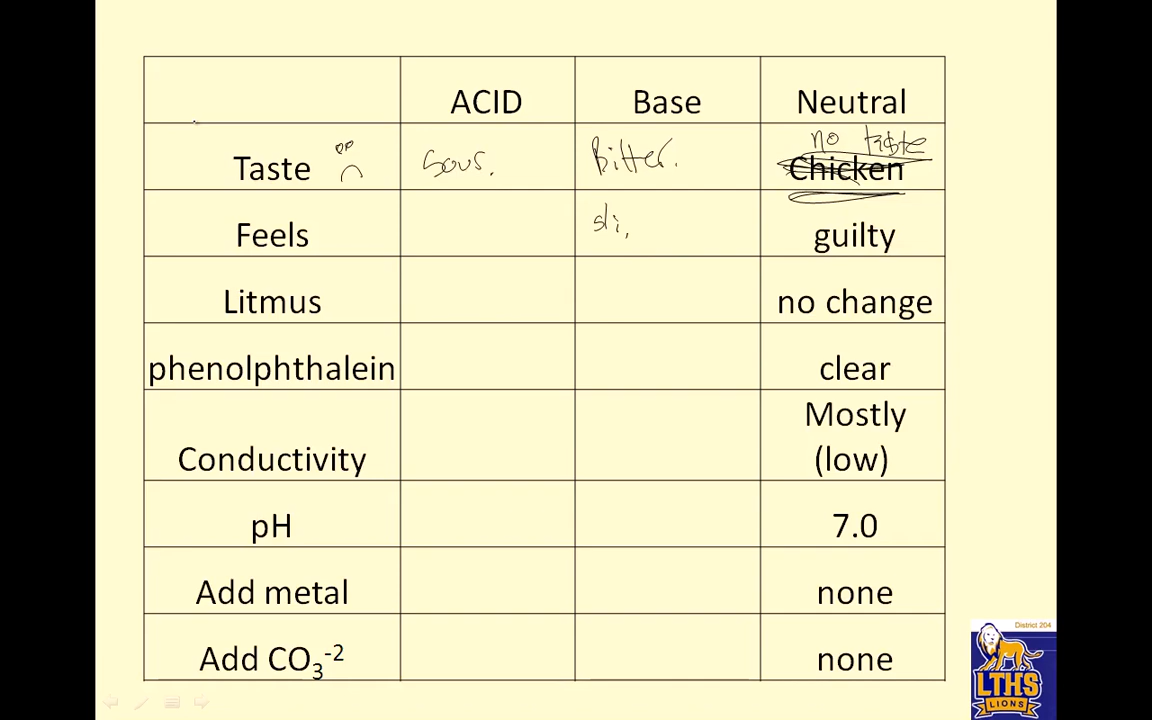 ACID Base Neutral
no taste
Taste Sour. Bitter. Chicken
Feels sli, guilty
Litmus no change
phenolphthalein clear
Mostly
Conductivity (low)
pH 7.0
Add metal none
Add CO₃⁻² none
District 204
LTHS
LIONS